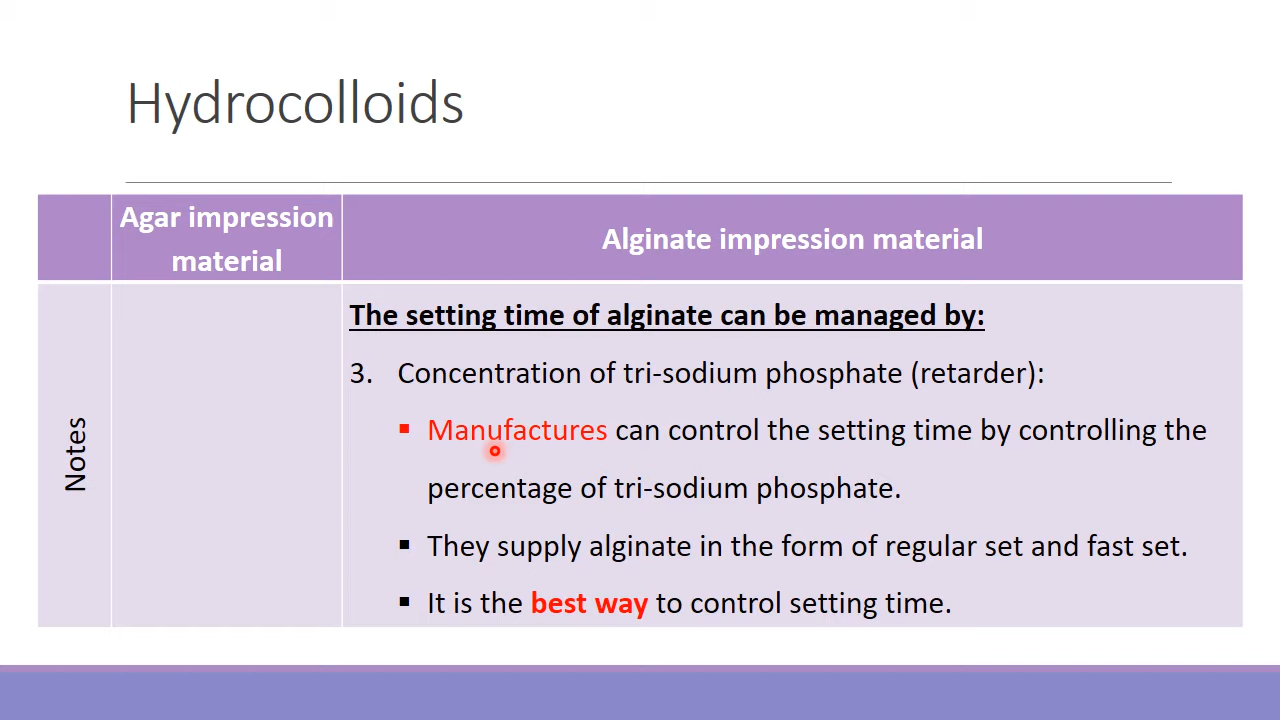 Hydrocolloids
Agar impression
material
Alginate impression material
Notes
The setting time of alginate can be managed by:
3. Concentration of tri-sodium phosphate (retarder):
▪ Manufactures can control the setting time by controlling the
percentage of tri-sodium phosphate.
▪ They supply alginate in the form of regular set and fast set.
▪ It is the best way to control setting time.